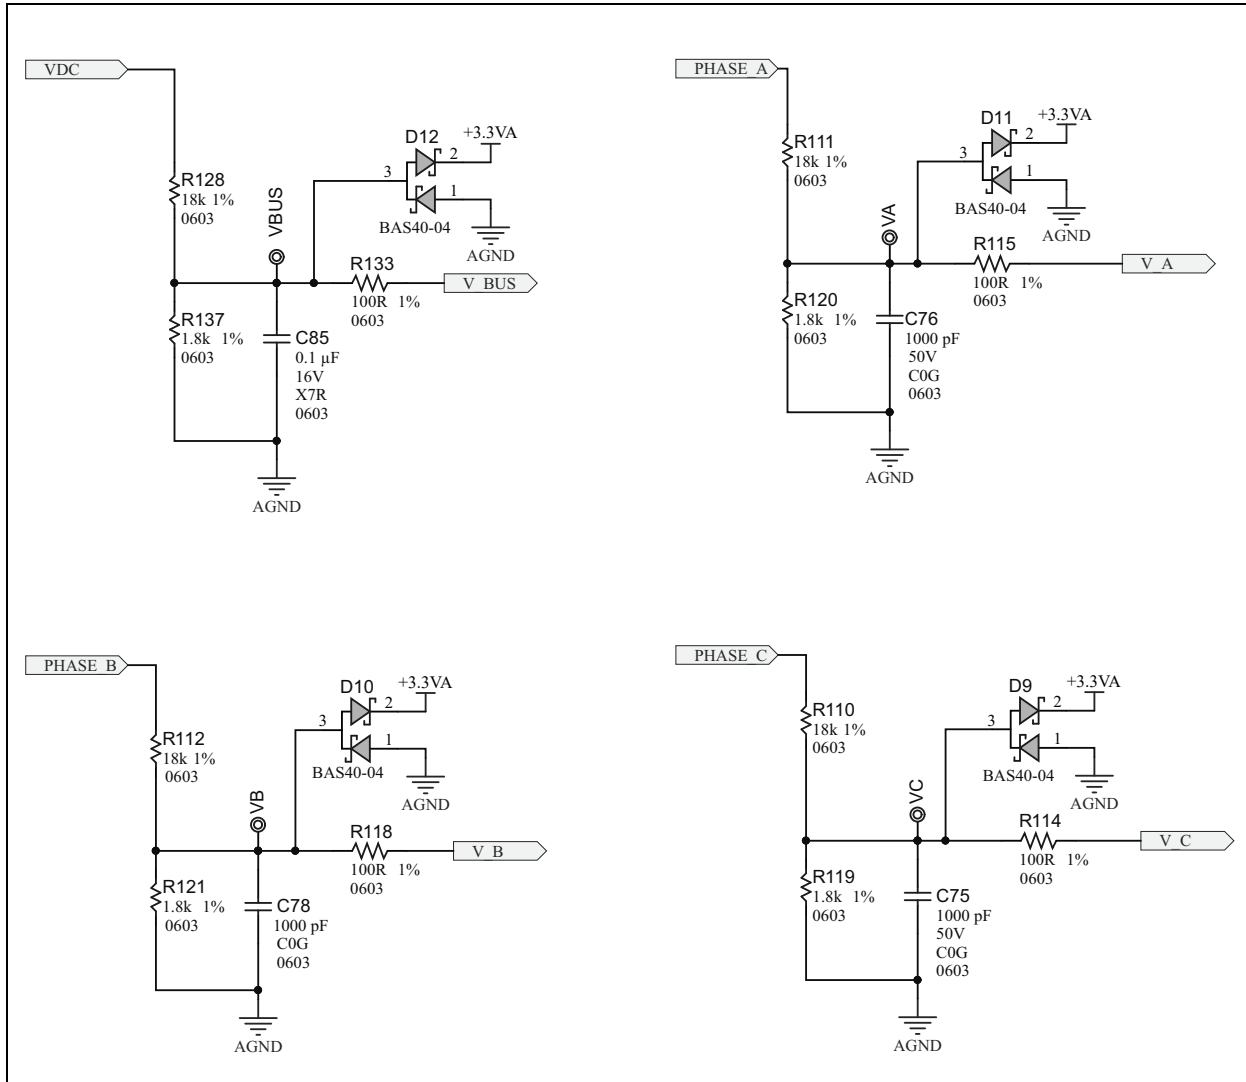 VDC
R128
18k 1%
0603
VBUS
D12
+3.3VA
3
2
1
BAS40-04
AGND
R133
100R 1%
0603
V_BUS
R137
1.8k 1%
0603
C85
0.1 µF
16V
X7R
0603
AGND
PHASE_A
R111
18k 1%
0603
VA
D11
+3.3VA
3
2
1
BAS40-04
AGND
R115
100R 1%
0603
V_A
R120
1.8k 1%
0603
C76
1000 pF
50V
C0G
0603
AGND
PHASE_B
R112
18k 1%
0603
VB
D10
+3.3VA
3
2
1
BAS40-04
AGND
R118
100R 1%
0603
V_B
R121
1.8k 1%
0603
C78
1000 pF
C0G
0603
AGND
PHASE_C
R110
18k 1%
0603
VC
D9
+3.3VA
3
2
1
BAS40-04
AGND
R114
100R 1%
0603
V_C
R119
1.8k 1%
0603
C75
1000 pF
50V
C0G
0603
AGND